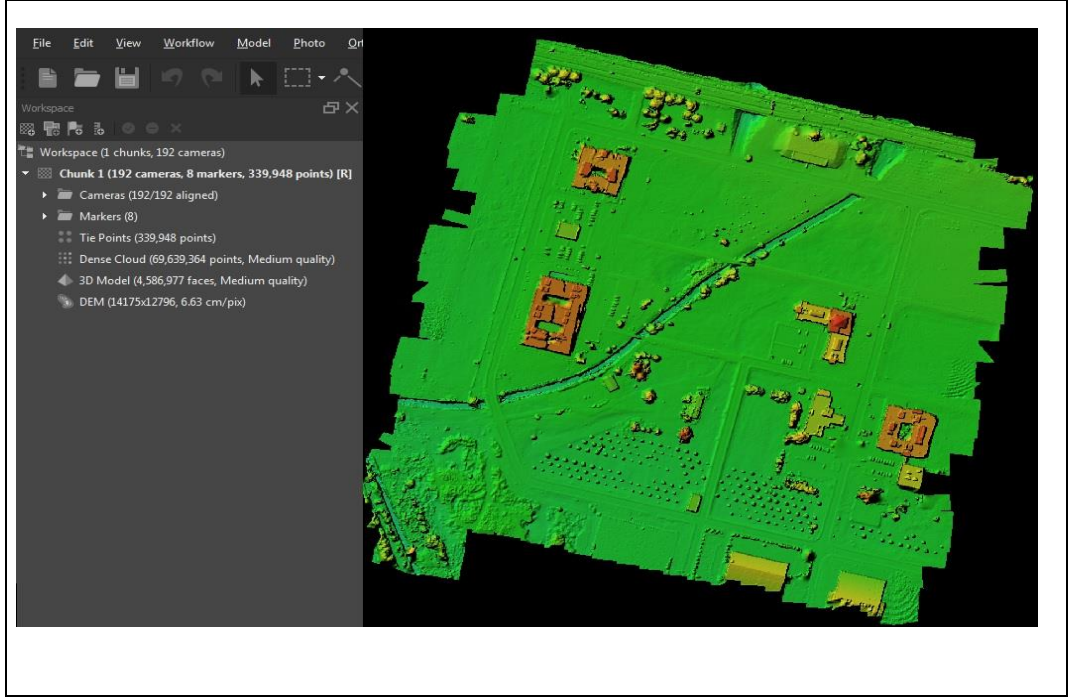 File Edit View Workflow Model Photo
Workspace
Workspace (1 chunks, 192 cameras)
Chunk 1 (192 cameras, 8 markers, 339,948 points) [R]
Cameras (192/192 aligned)
Markers (8)
Tie Points (339,948 points)
Dense Cloud (69,639,364 points, Medium quality)
3D Model (4,586,977 faces, Medium quality)
DEM (14175x12796, 6.63 cm/pix)